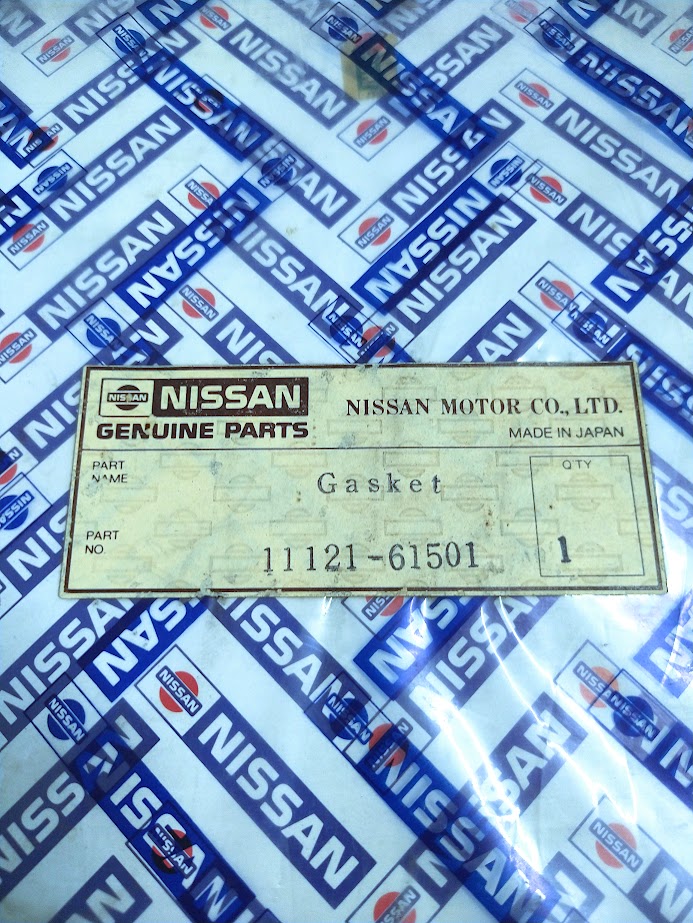 NISSAN NISSAN
GENUINE PARTS
NISSAN MOTOR CO., LTD.
MADE IN JAPAN
PART NAME
Gasket
Q'TY
PART NO.
11121-61501
1